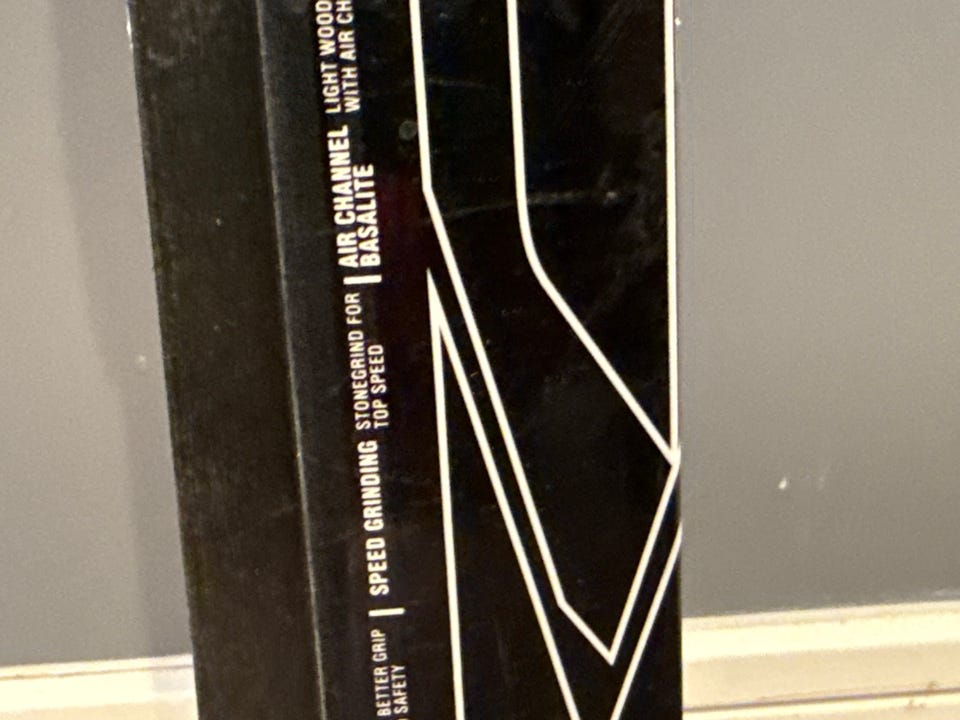 BETTER GRIP
SAFETY
SPEED GRINDING STONEGRIND FOR
TOP SPEED
AIR CHANNEL LIGHT WOOD
BASALITE WITH AIR CH